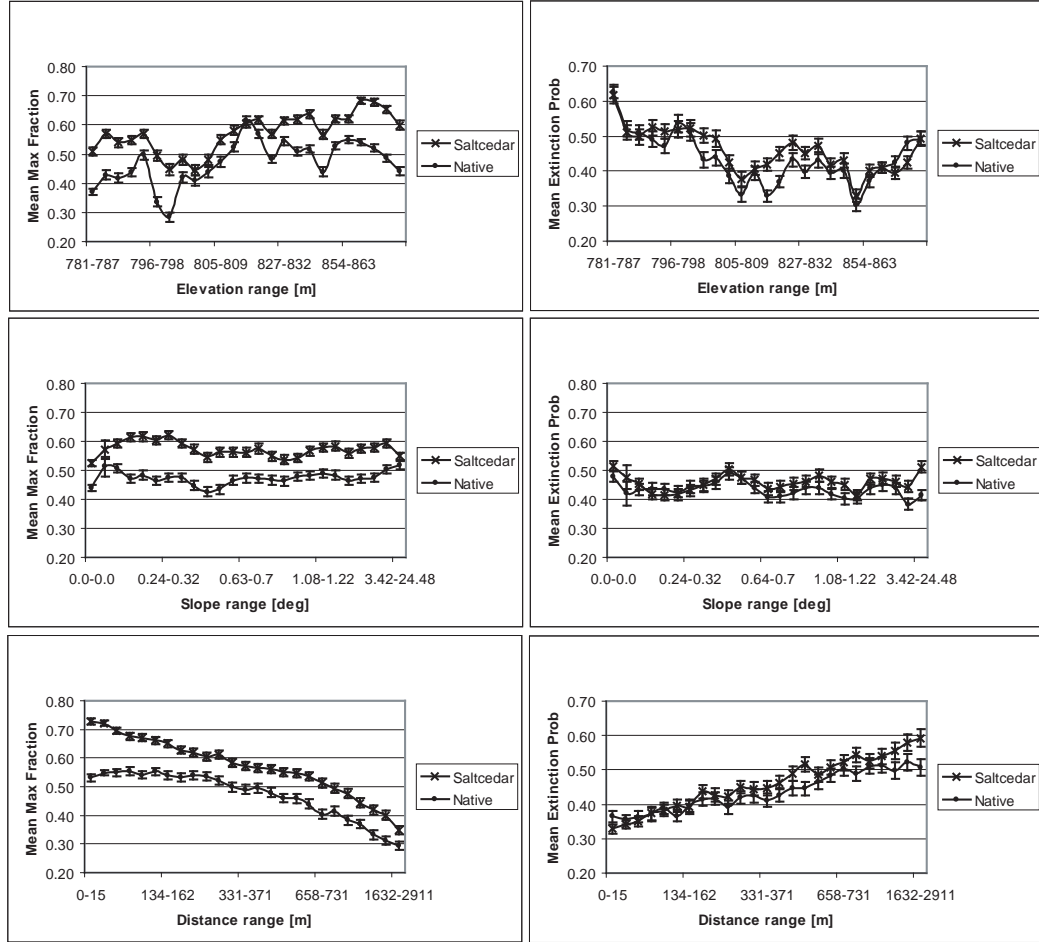 0.80
0.70
0.60
0.50
0.40
0.30
0.20
Mean Max Fraction
781-787 796-798 805-809 827-832 854-863
Elevation range [m]
Saltcedar
Native
0.70
0.60
0.50
0.40
0.30
0.20
Mean Extinction Prob
781-787 796-798 805-809 827-832 854-863
Elevation range [m]
Saltcedar
Native
0.80
0.70
0.60
0.50
0.40
0.30
0.20
Mean Max Fraction
0.0-0.0 0.24-0.32 0.63-0.7 1.08-1.22 3.42-24.48
Slope range [deg]
Saltcedar
Native
0.80
0.70
0.60
0.50
0.40
0.30
0.20
Mean Extinction Prob
0.0-0.0 0.24-0.32 0.64-0.7 1.08-1.22 3.42-24.48
Slope range [deg]
Saltcedar
Native
0.80
0.70
0.60
0.50
0.40
0.30
0.20
Mean Max Fraction
0-15 134-162 331-371 658-731 1632-2911
Distance range [m]
Saltcedar
Native
0.70
0.60
0.50
0.40
0.30
0.20
Mean Extinction Prob
0-15 134-162 331-371 658-731 1632-2911
Distance range [m]
Saltcedar
Native